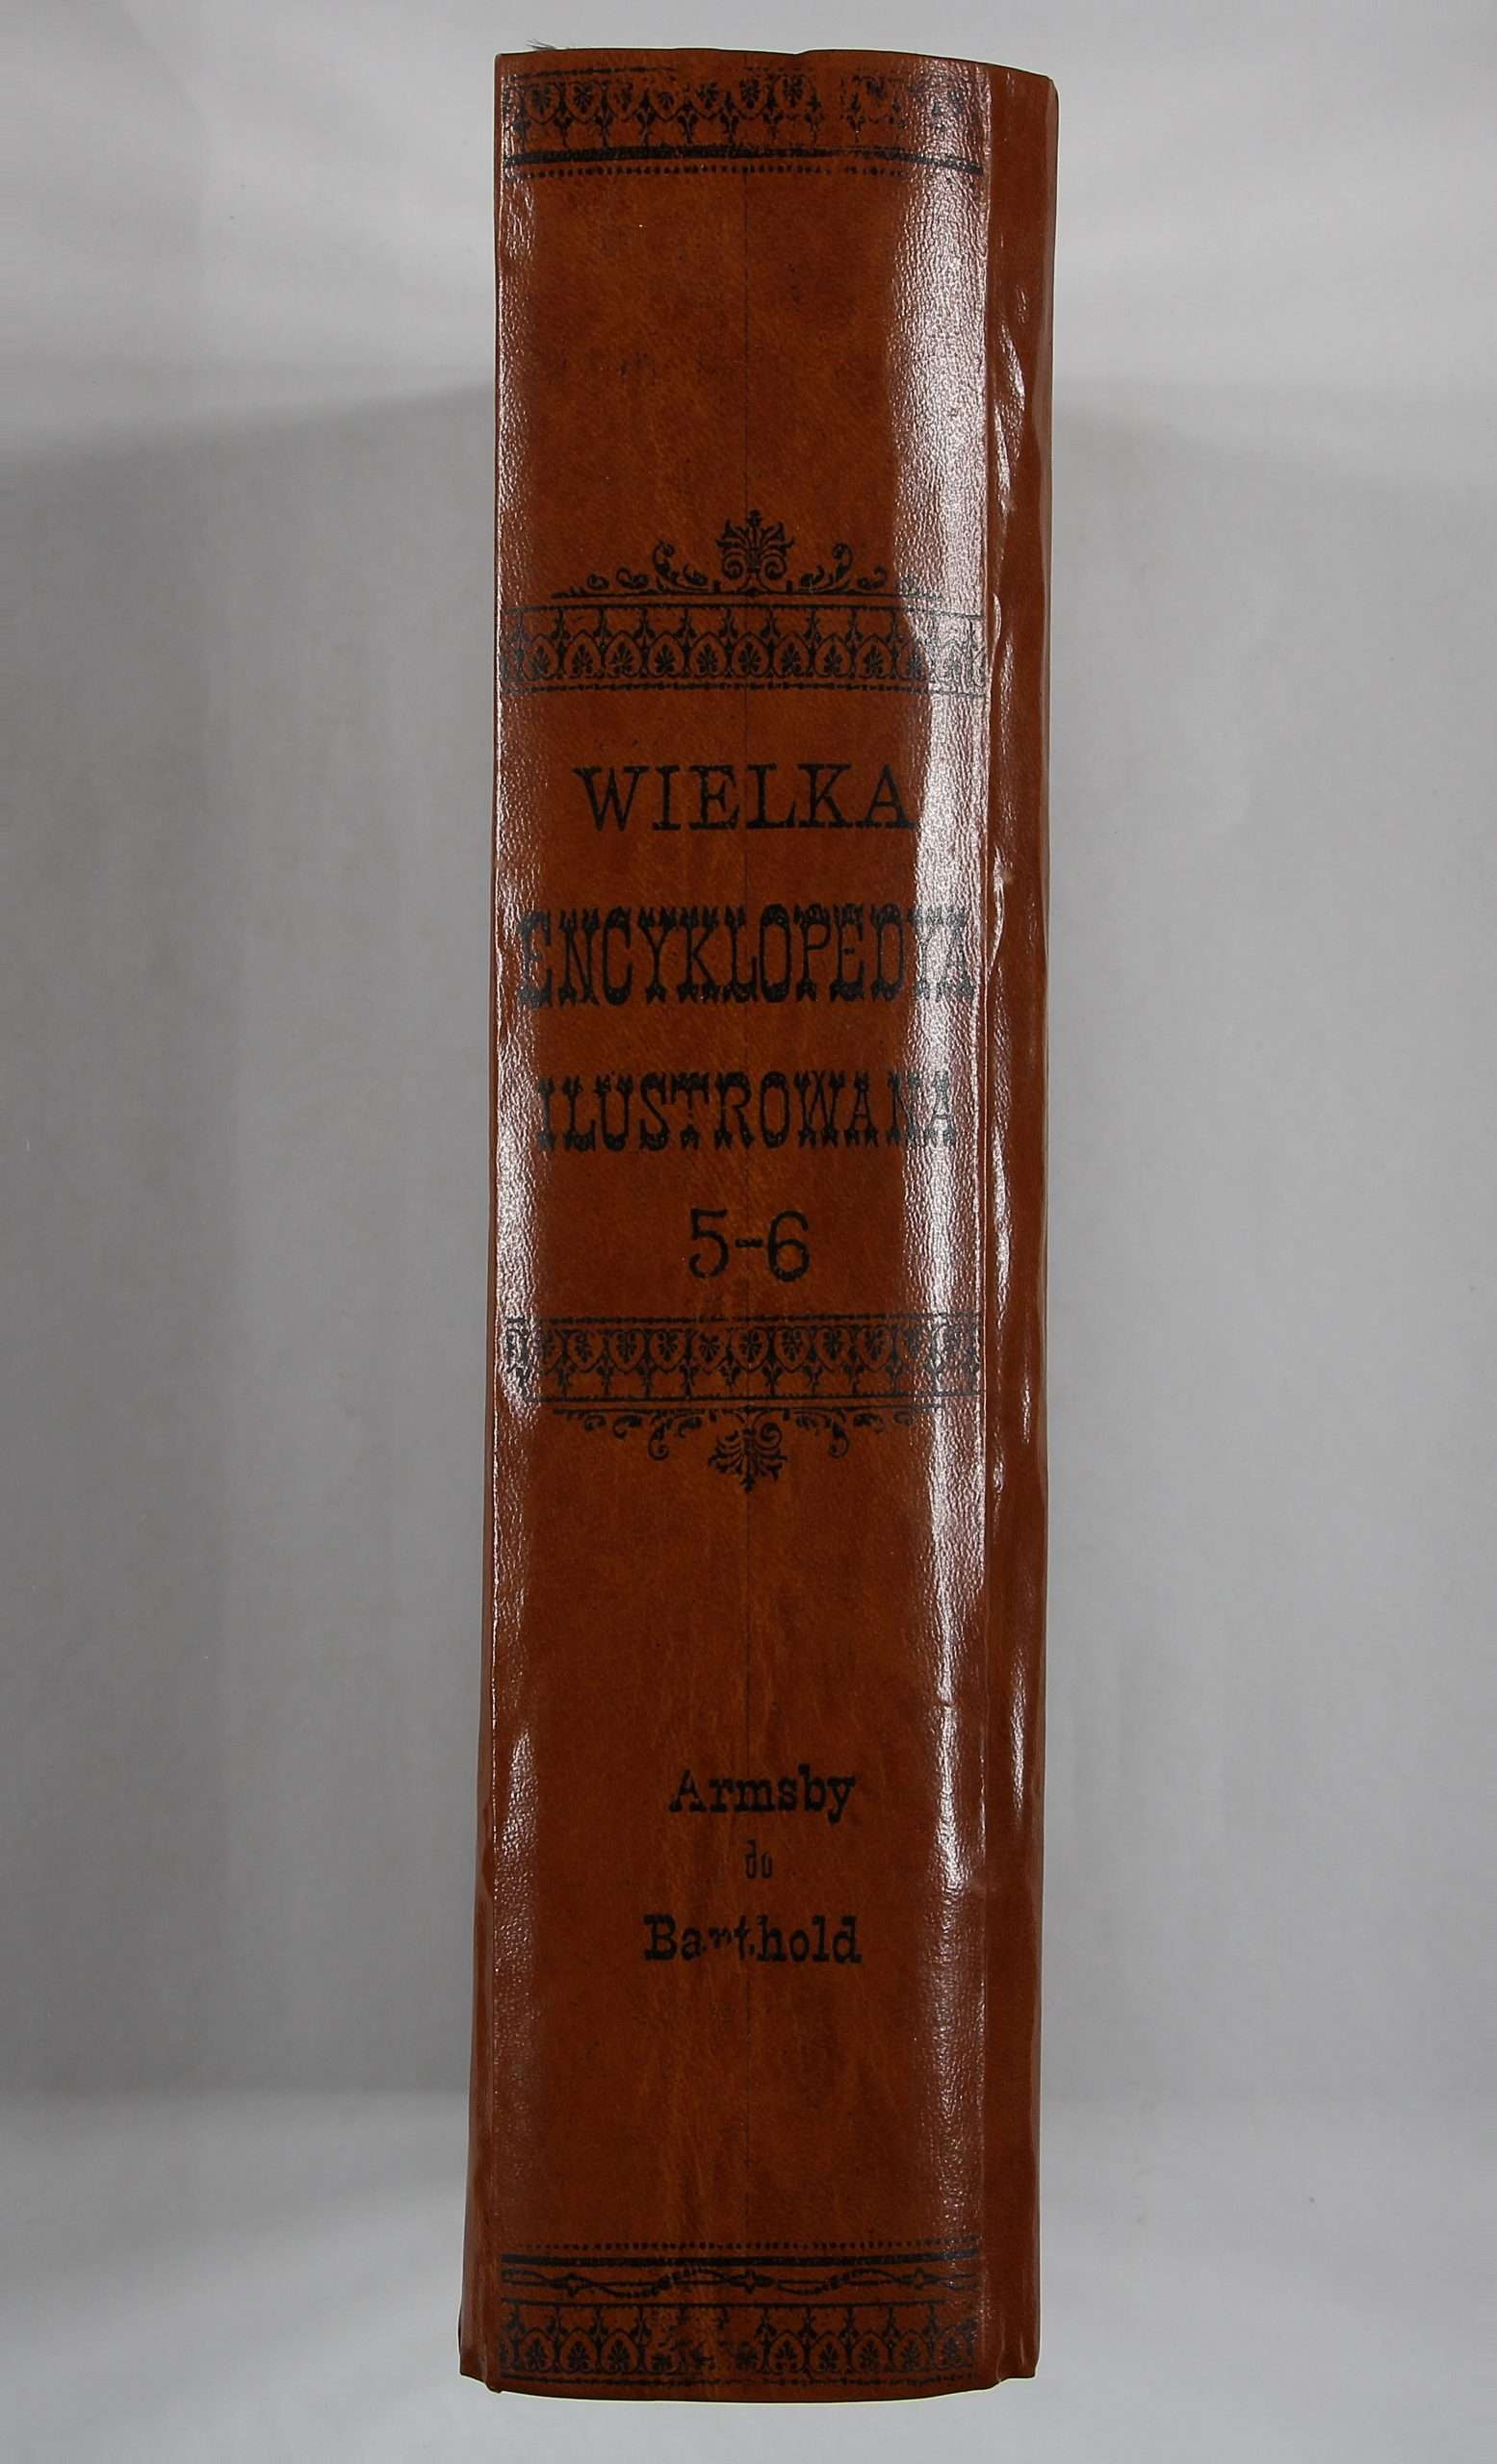 WIELKA
ENCYKLOPEDYA
ILUSTROWANA
5-6
Armsby
do
Barthold